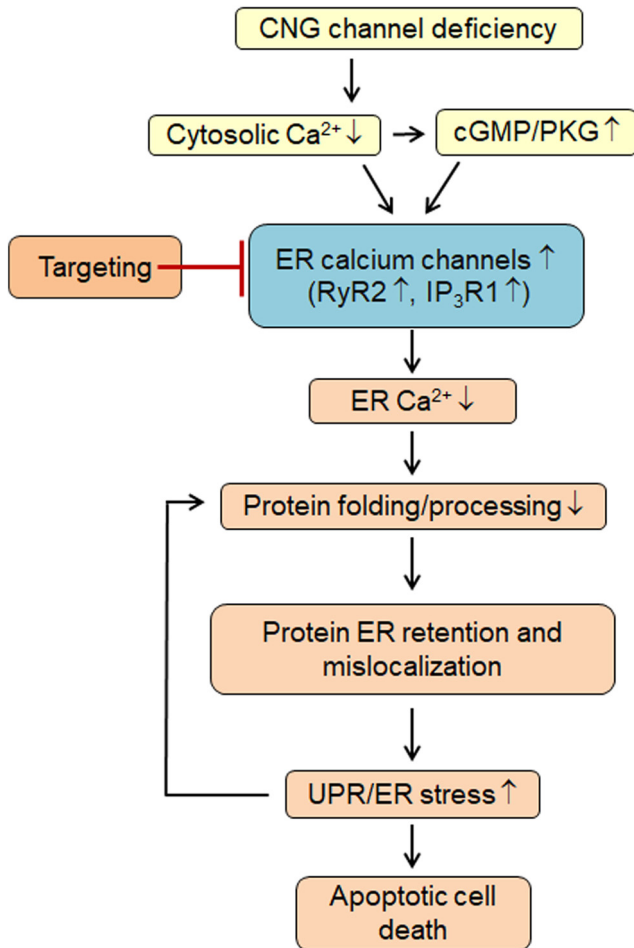 CNG channel deficiency
Cytosolic Ca²⁺↓
cGMP/PKG↑
Targeting
ER calcium channels ↑
(RyR2↑, IP₃R1↑)
ER Ca²⁺↓
Protein folding/processing↓
Protein ER retention and
mislocalization
UPR/ER stress↑
Apoptotic cell
death